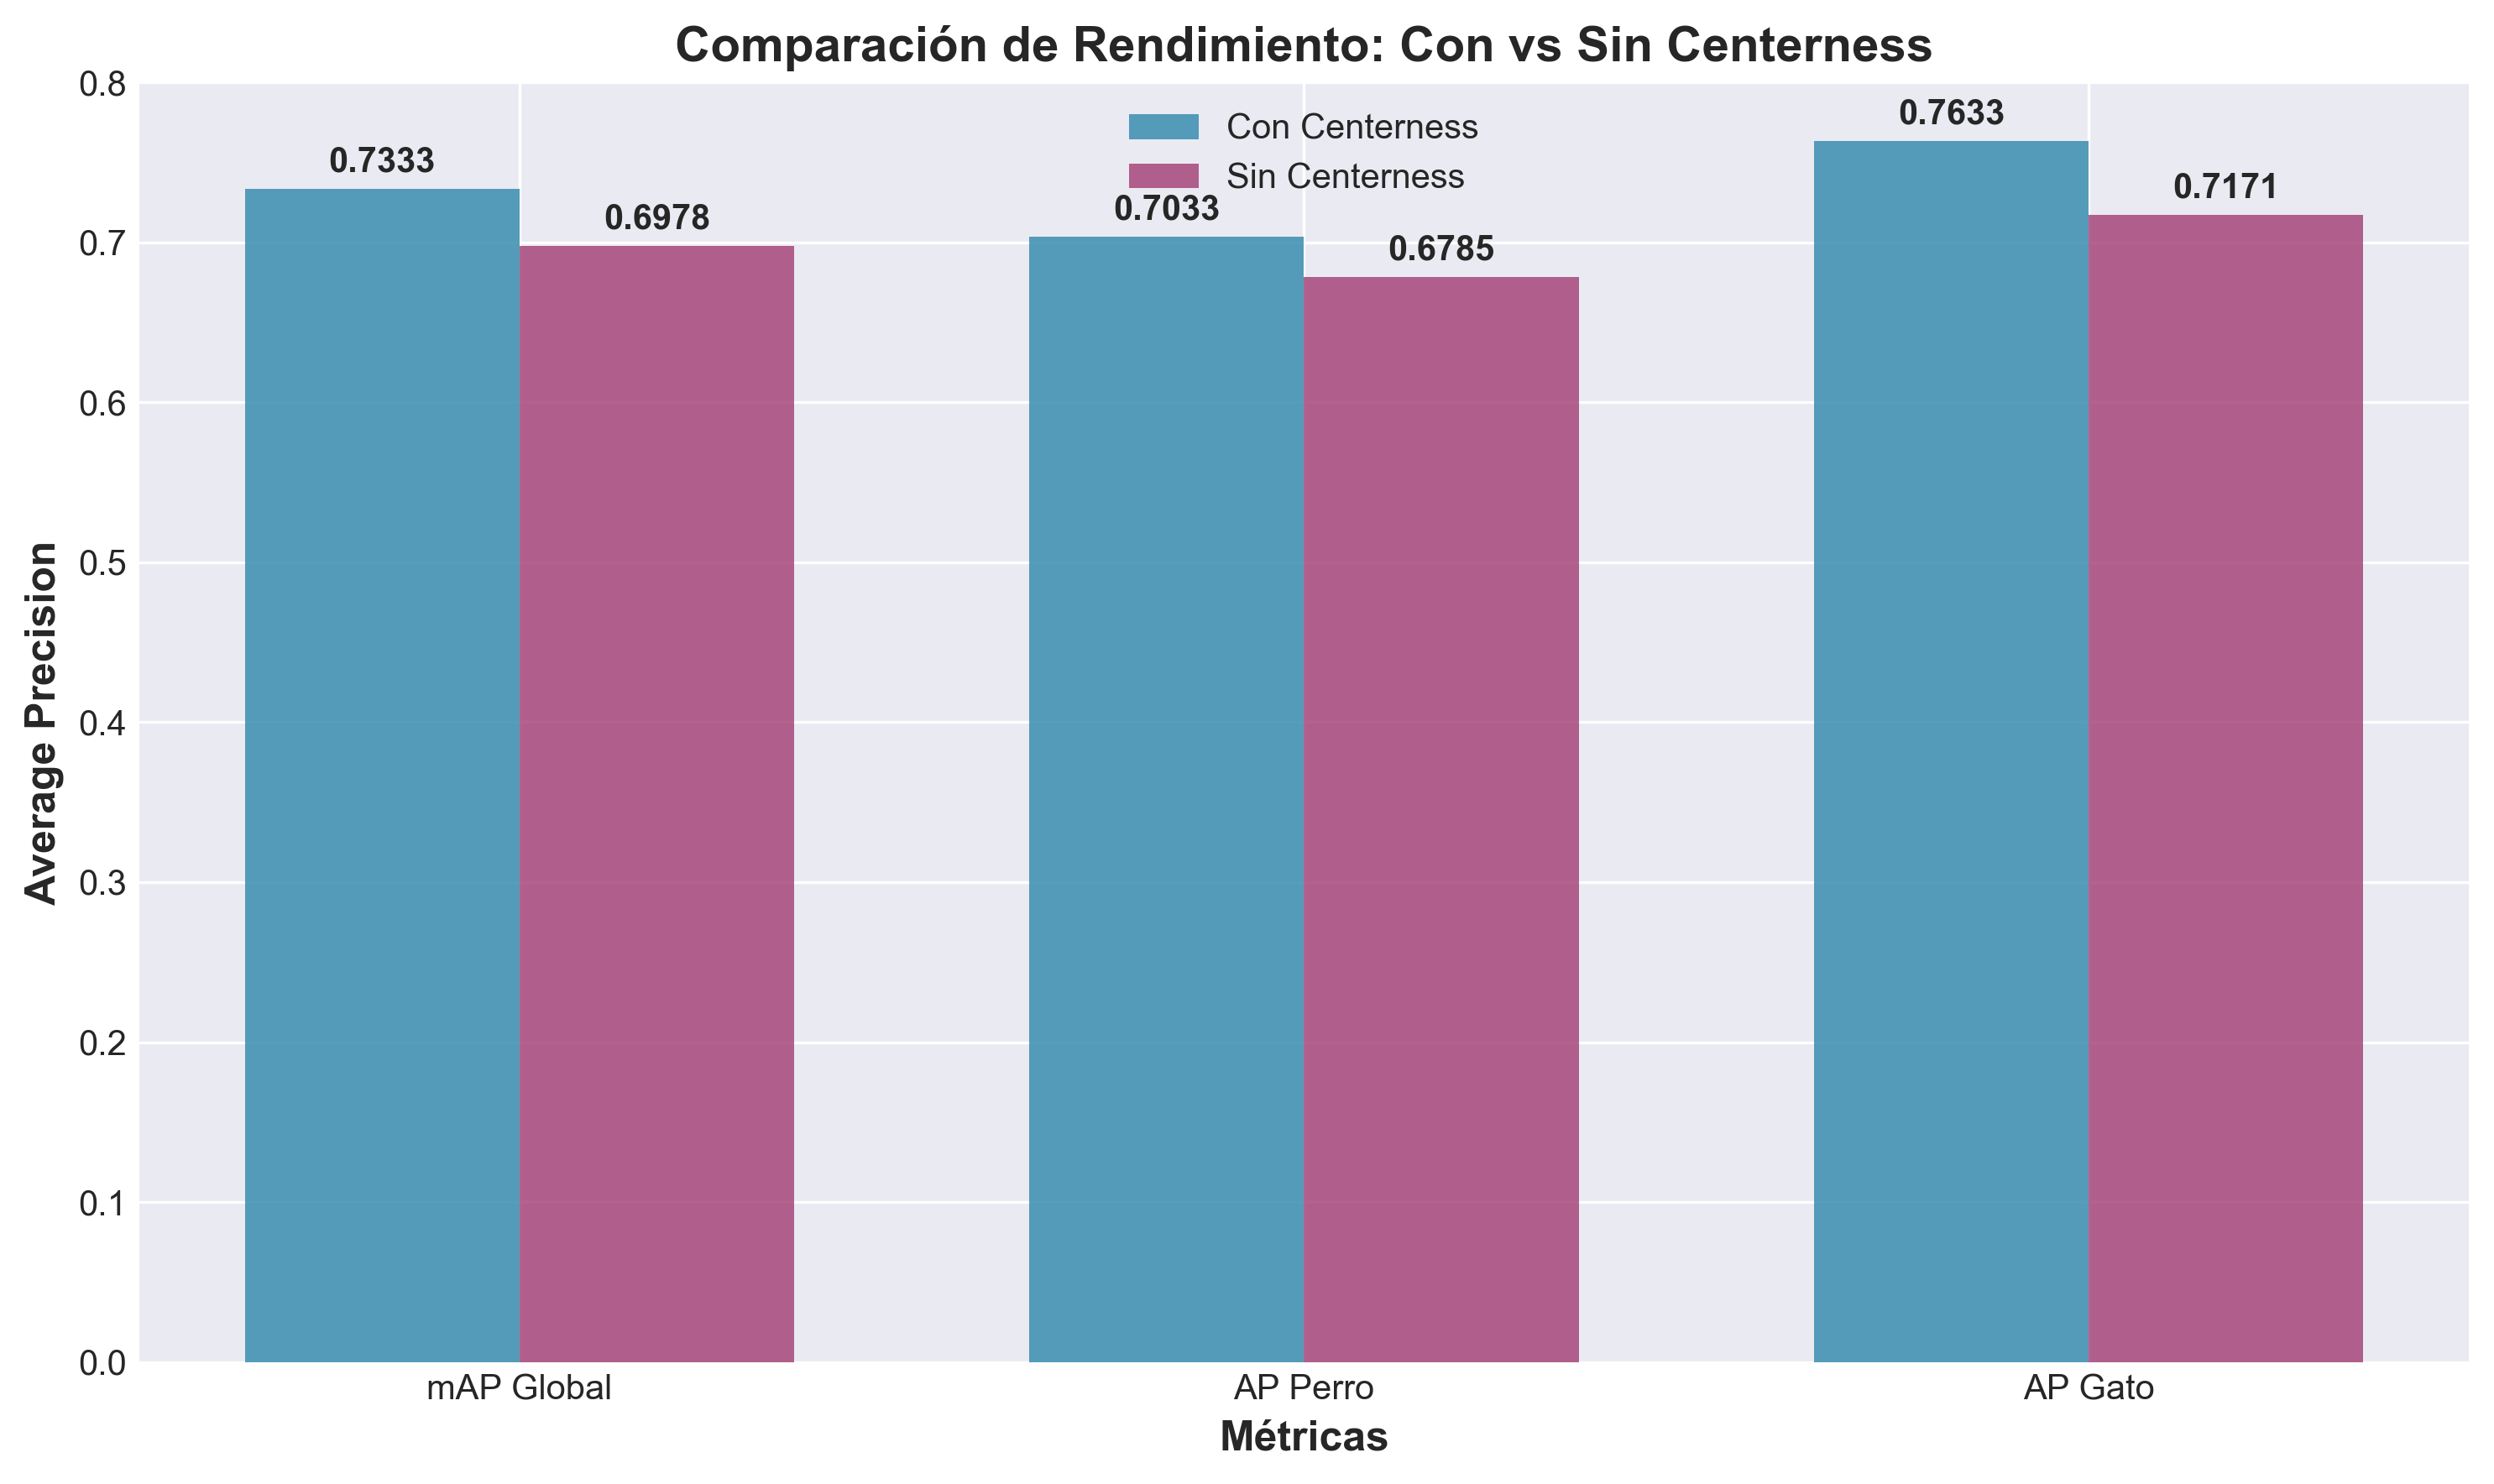 Comparación de Rendimiento: Con vs Sin Centerness
Con Centerness
Sin Centerness
0.7333
0.6978
0.7033
0.6785
0.7633
0.7171
Average Precision
0.8
0.7
0.6
0.5
0.4
0.3
0.2
0.1
0.0
mAP Global
AP Perro
AP Gato
Métricas